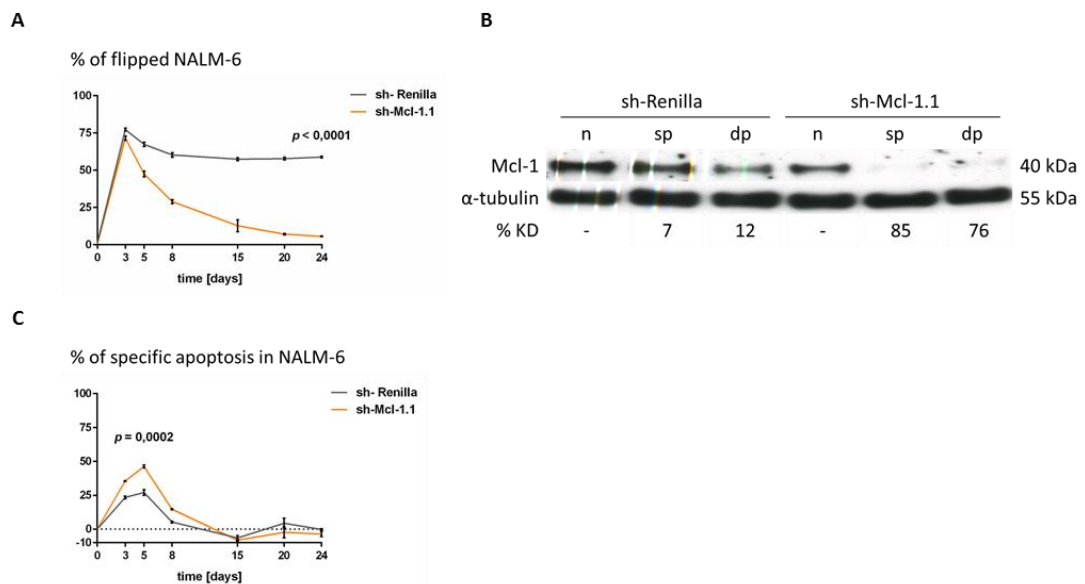 A
% of flipped NALM-6
sh- Renilla
sh-Mcl-1.1
p < 0,0001
100
75
50
25
0
0 3 5 8 15 20 24
time [days]
B
sh-Renilla sh-Mcl-1.1
n sp dp n sp dp
Mcl-1 40 kDa
α-tubulin 55 kDa
% KD - 7 12 - 85 76
C
% of specific apoptosis in NALM-6
sh- Renilla
sh-Mcl-1.1
p = 0,0002
100
75
50
25
0
-10
0 3 5 8 15 20 24
time [days]